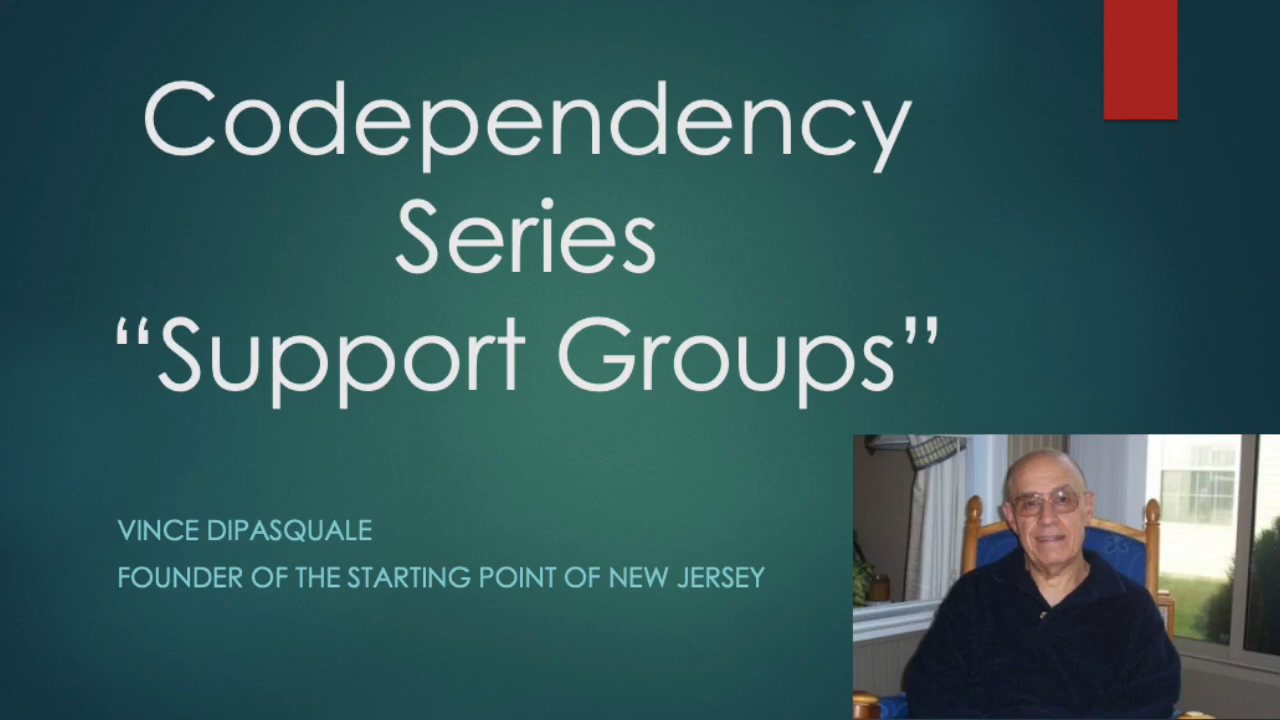 Codependency
Series
“Support Groups”
VINCE DIPASQUALE
FOUNDER OF THE STARTING POINT OF NEW JERSEY